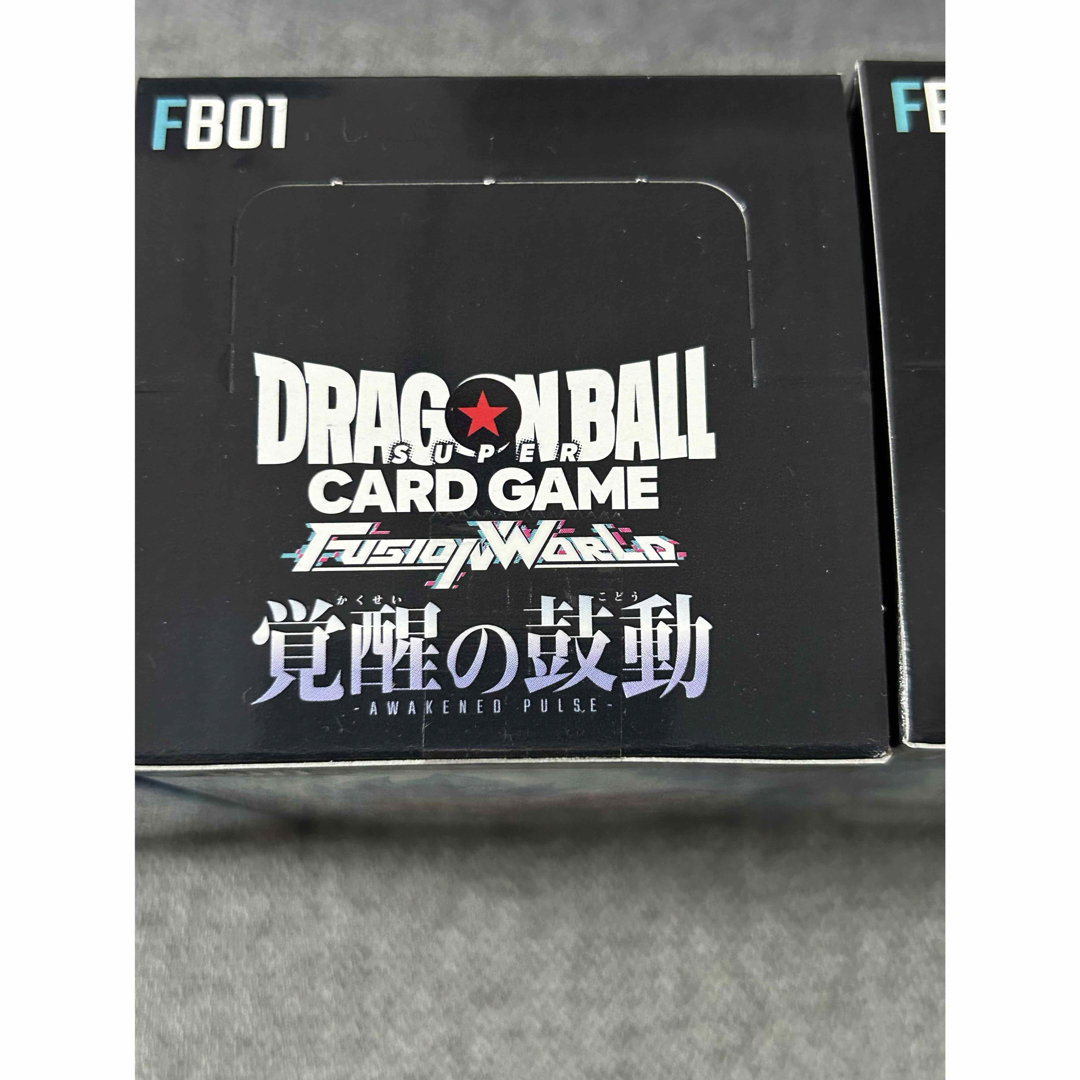 FB01
FB
DRAGON BALL
SUPER
CARD GAME
FUSION WORLD
かくせい こどう
覚醒の鼓動
-AWAKENED PULSE-